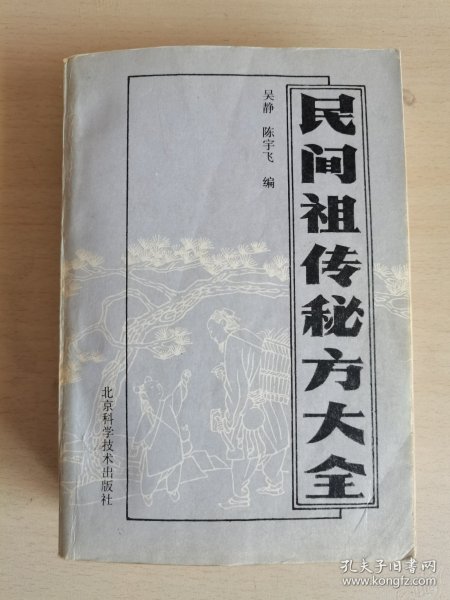 民间祖传秘方大全
吴静 陈宇飞 编
北京科学技术出版社
孔夫子旧书网
www.kongfz.com